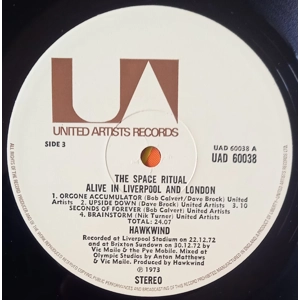 UNITED ARTISTS RECORDS
SIDE 3
UAD 60038 A
UAD 60038
THE SPACE RITUAL
ALIVE IN LIVERPOOL AND LONDON
1. ORGONE ACCUMULATOR (Bob Calvert/Dave Brock) United
Artists 2. UPSIDE DOWN (Dave Brock) U. Artists 3. 10
SECONDS OF FOREVER (Bob Calvert) United Artists
4. BRAINSTORM (Nik Turner) United Artists
TOTAL: 24.07
HAWKWIND
Recorded at Liverpool Stadium on 22.12.72
and at Brixton Sundown on 30.12.72 by
Vic Maile & the Pye Mobile. Mixed at
Olympic Studios by Anton Matthews
& Vic Maile. Produced by Hawkwind
℗ 1973
STEREO